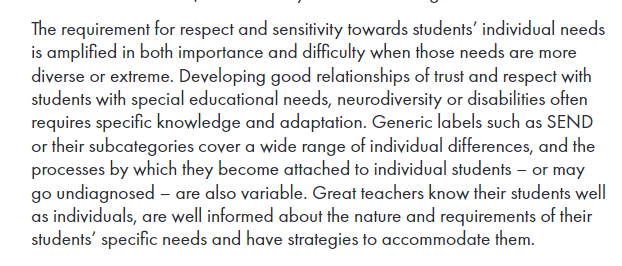 The requirement for respect and sensitivity towards students’ individual needs
is amplified in both importance and difficulty when those needs are more
diverse or extreme. Developing good relationships of trust and respect with
students with special educational needs, neurodiversity or disabilities often
requires specific knowledge and adaptation. Generic labels such as SEND
or their subcategories cover a wide range of individual differences, and the
processes by which they become attached to individual students – or may
go undiagnosed – are also variable. Great teachers know their students well
as individuals, are well informed about the nature and requirements of their
students’ specific needs and have strategies to accommodate them.